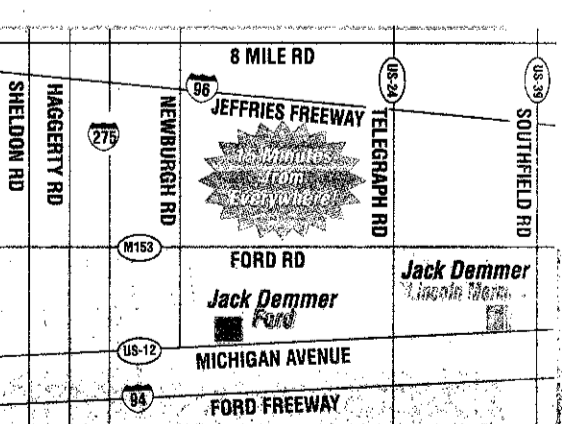 8 MILE RD
US-24
US-39
96
JEFFRIES FREEWAY
SHELDON RD
HAGGERTY RD
275
NEWBURGH RD
TELEGRAPH RD
SOUTHFIELD RD
Minutes
from
Everywhere!
M153
FORD RD
Jack Demmer
Ford
Jack Demmer
Lincoln
US-12
MICHIGAN AVENUE
94
FORD FREEWAY